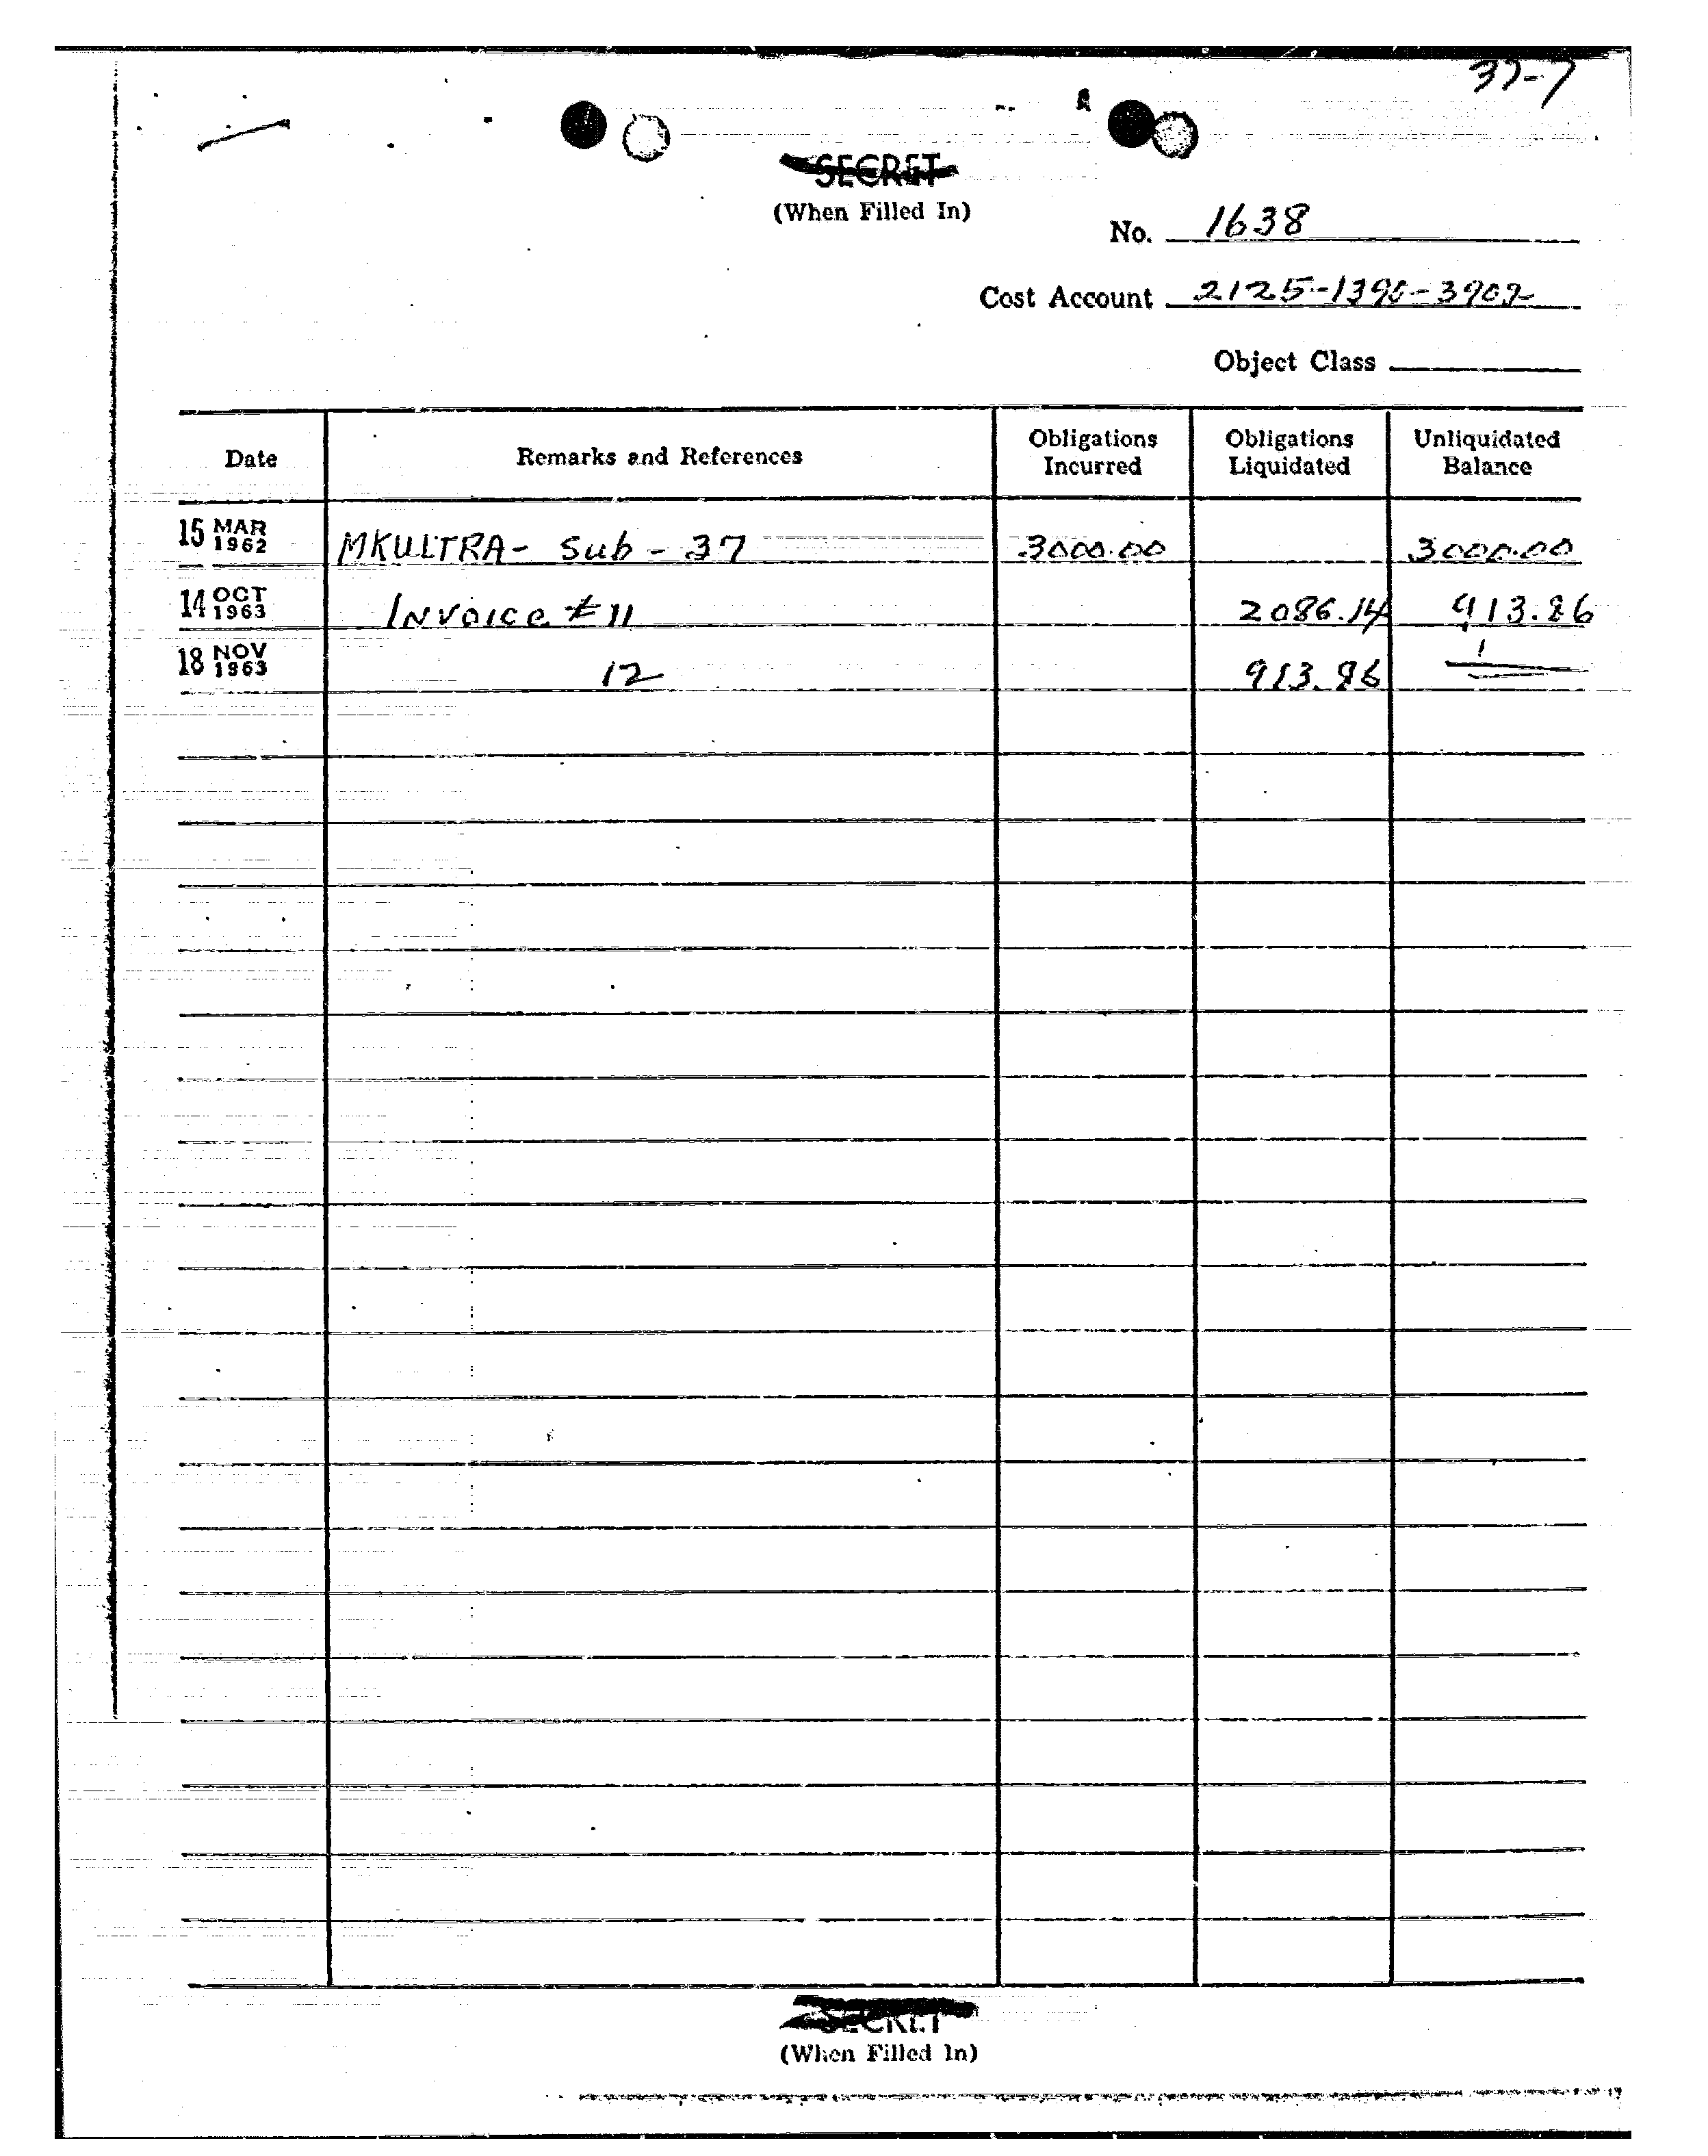 37-7
SECRET
(When Filled In)
No. 1638
Cost Account 2125-1390-3902
Object Class
Date Remarks and References Obligations Incurred Obligations Liquidated Unliquidated Balance
15 MAR 1962 MKULTRA - Sub - 37 3000.00 3000.00
14 OCT 1963 Invoice #11 2086.14 913.86
18 NOV 1963 12 913.86
SECRET
(When Filled In)